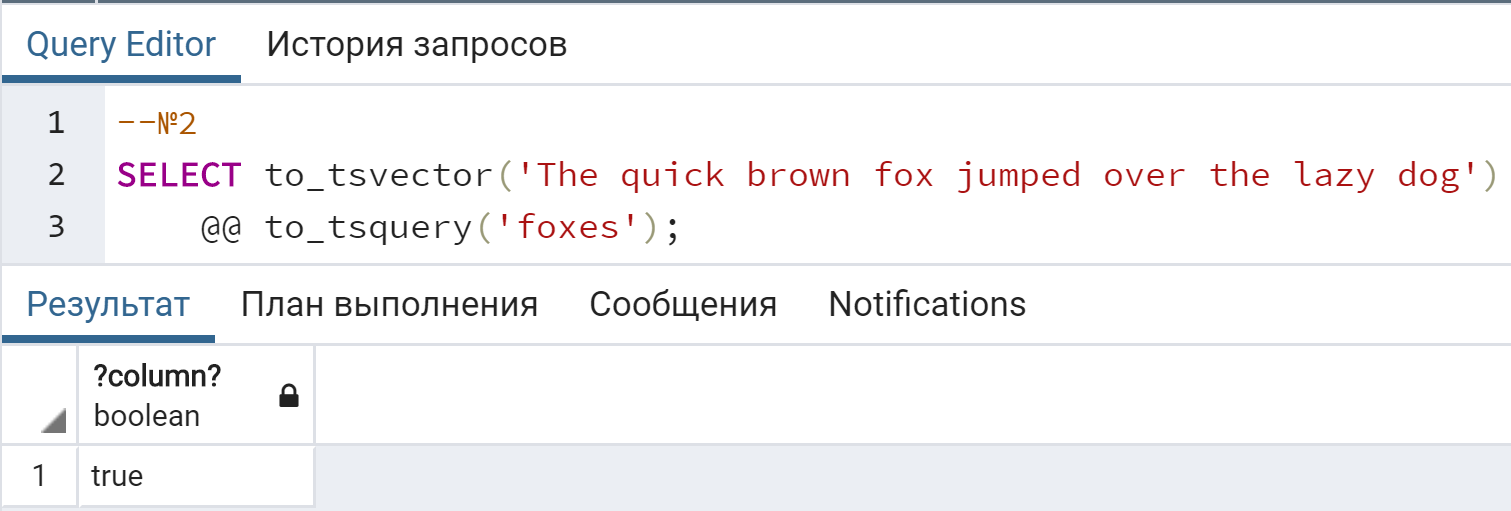 Query Editor История запросов
1 --№2
2 SELECT to_tsvector('The quick brown fox jumped over the lazy dog')
3 @@ to_tsquery('foxes');
Результат План выполнения Сообщения Notifications
?column?
boolean
1 true